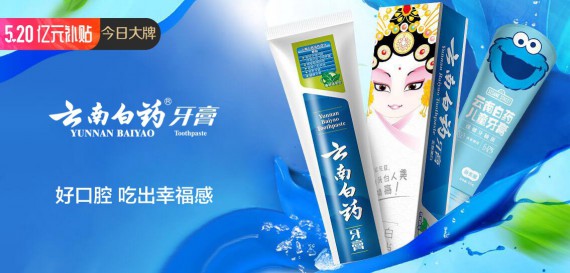 5.20 亿元补贴 今日大牌
云南白药® 牙膏
YUNNAN BAIYAO Toothpaste
好口腔 吃出幸福感
Yunnan
Baiyao
Toothpaste
云南白药
牙膏
云南白药牙膏
云南白药
儿童牙膏